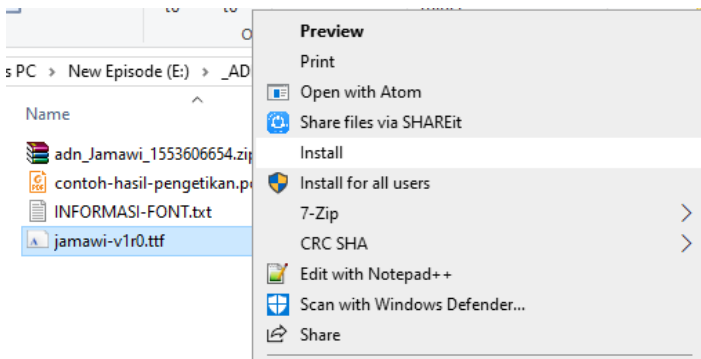 Preview
Print
s PC > New Episode (E:) > _AD
Open with Atom
Name
Share files via SHAREit
adn_Jamawi_1553606654.zip
Install
contoh-hasil-pengetikan.p
Install for all users
INFORMASI-FONT.txt
7-Zip
jamawi-v1r0.ttf
CRC SHA
Edit with Notepad++
Scan with Windows Defender...
Share